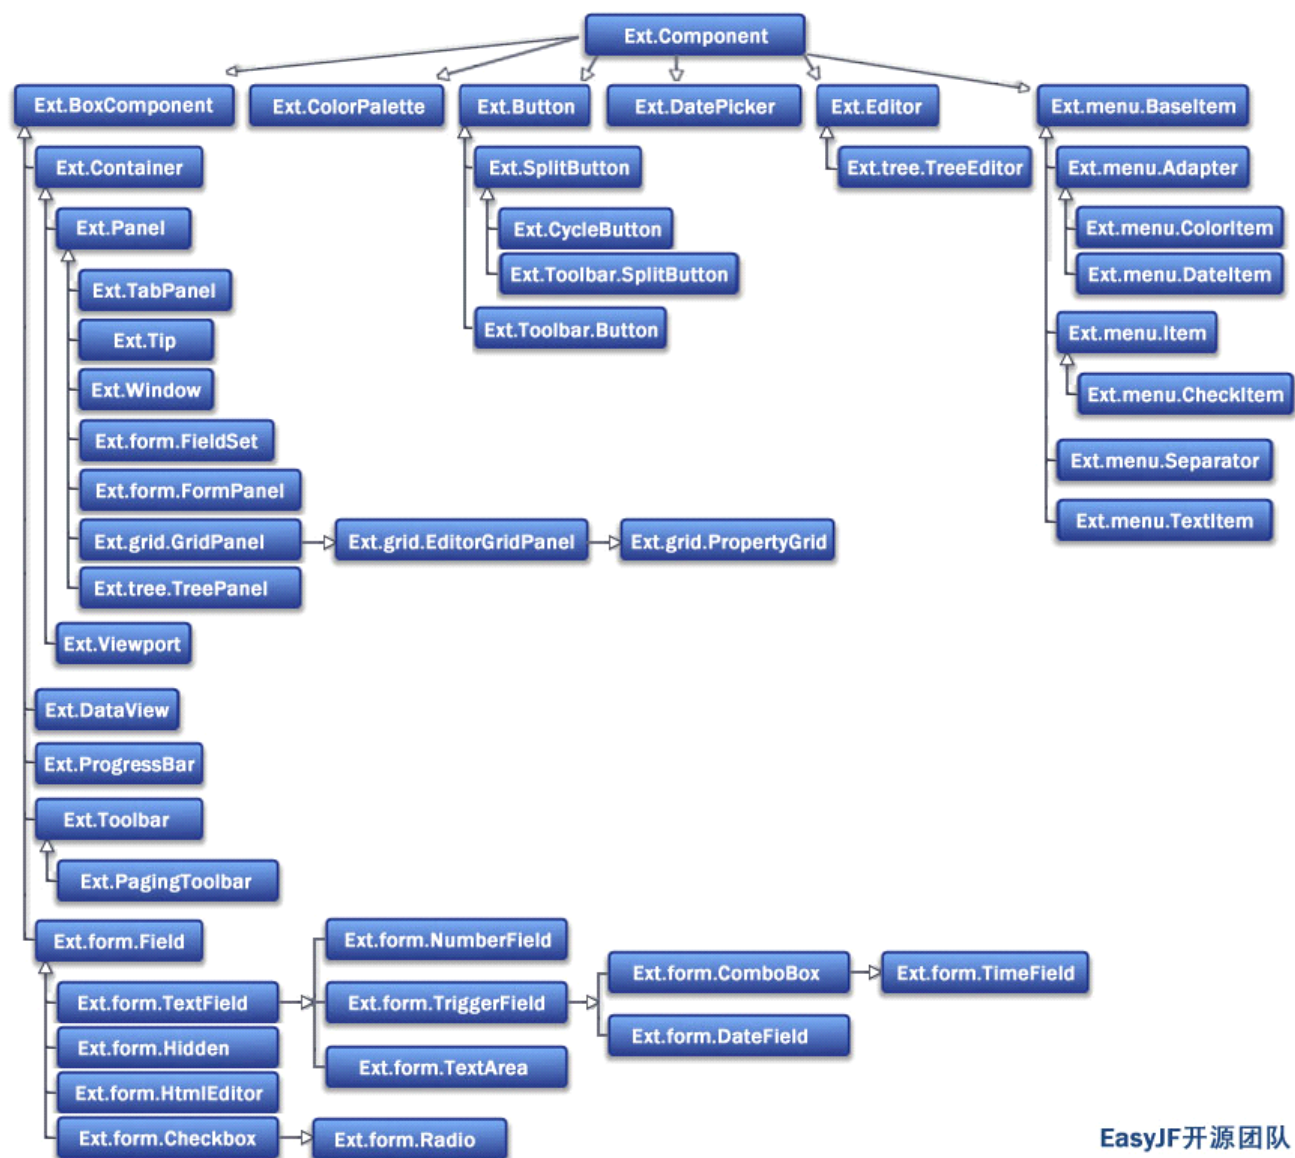 Ext.Component
Ext.BoxComponent
Ext.ColorPalette
Ext.Button
Ext.DatePicker
Ext.Editor
Ext.menu.BaseItem
Ext.Container
Ext.SplitButton
Ext.tree.TreeEditor
Ext.menu.Adapter
Ext.Panel
Ext.CycleButton
Ext.menu.ColorItem
Ext.Toolbar.SplitButton
Ext.menu.DateItem
Ext.TabPanel
Ext.Toolbar.Button
Ext.menu.Item
Ext.Tip
Ext.Window
Ext.menu.CheckItem
Ext.form.FieldSet
Ext.menu.Separator
Ext.form.FormPanel
Ext.menu.TextItem
Ext.grid.GridPanel
Ext.grid.EditorGridPanel
Ext.grid.PropertyGrid
Ext.tree.TreePanel
Ext.Viewport
Ext.DataView
Ext.ProgressBar
Ext.Toolbar
Ext.PagingToolbar
Ext.form.Field
Ext.form.NumberField
Ext.form.ComboBox
Ext.form.TimeField
Ext.form.TextField
Ext.form.TriggerField
Ext.form.DateField
Ext.form.Hidden
Ext.form.TextArea
Ext.form.HtmlEditor
Ext.form.Checkbox
Ext.form.Radio
EasyJF开源团队